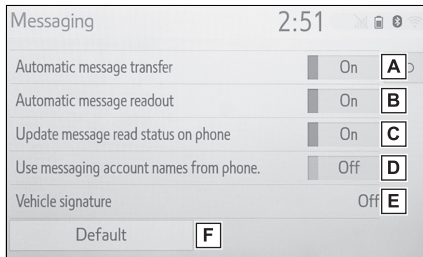 Messaging 2:51
Automatic message transfer On A
Automatic message readout On B
Update message read status on phone On C
Use messaging account names from phone. Off D
Vehicle signature Off E
Default F